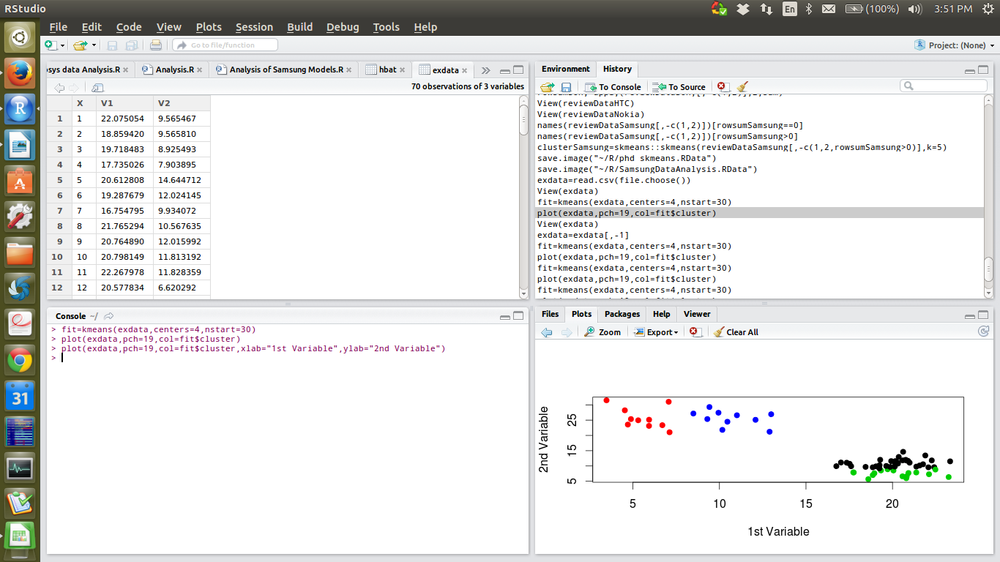 RStudio
En
(100%)
3:51 PM
File Edit Code View Plots Session Build Debug Tools Help
Go to file/function
Project: (None)
osys data Analysis.R
Analysis.R
Analysis of Samsung Models.R
hbat
exdata
70 observations of 3 variables
X V1 V2
1 1 22.075054 9.565467
2 2 18.859420 9.565810
3 3 19.718483 8.925493
4 4 17.735026 7.903895
5 5 20.612808 14.644712
6 6 19.287679 12.024145
7 7 16.754795 9.934072
8 8 21.765294 10.567635
9 9 20.764890 12.015992
10 10 20.798149 11.813192
11 11 22.267978 11.828359
12 12 20.577834 6.620292
Console ~/
> fit=kmeans(exdata,centers=4,nstart=30)
> plot(exdata,pch=19,col=fit$cluster)
> plot(exdata,pch=19,col=fit$cluster,xlab="1st Variable",ylab="2nd Variable")
>
Environment History
To Console To Source
View(reviewDataHTC)
View(reviewDataNokia)
names(reviewDataSamsung[,-c(1,2)])[rowsumSamsung==0]
names(reviewDataSamsung[,-c(1,2)])[rowsumSamsung>0]
clusterSamsung=skmeans::skmeans(reviewDataSamsung[,-c(1,2,rowsumSamsung>0)],k=5)
save.image("~/R/phd skmeans.RData")
save.image("~/R/SamsungDataAnalysis.RData")
exdata=read.csv(file.choose())
View(exdata)
fit=kmeans(exdata,centers=4,nstart=30)
plot(exdata,pch=19,col=fit$cluster)
View(exdata)
exdata=exdata[,-1]
fit=kmeans(exdata,centers=4,nstart=30)
plot(exdata,pch=19,col=fit$cluster)
fit=kmeans(exdata,centers=4,nstart=30)
plot(exdata,pch=19,col=fit$cluster)
fit=kmeans(exdata,centers=4,nstart=30)
Files Plots Packages Help Viewer
Zoom Export Clear All
2nd Variable
25
15
5
5 10 15 20
1st Variable
31